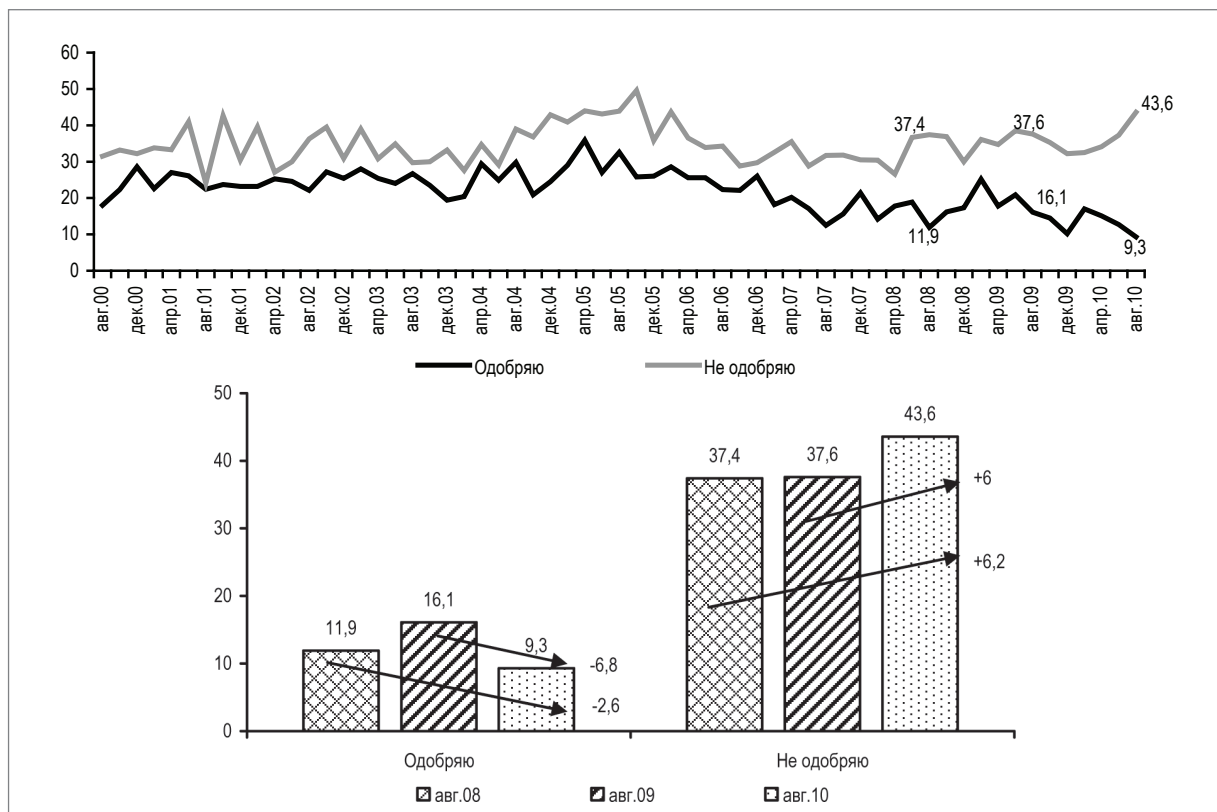 60
50
40
30
20
10
0
37,4
37,6
43,6
11,9
16,1
9,3
авг.00
дек.00
апр.01
авг.01
дек.01
апр.02
авг.02
дек.02
апр.03
авг.03
дек.03
апр.04
авг.04
дек.04
апр.05
авг.05
дек.05
апр.06
авг.06
дек.06
апр.07
авг.07
дек.07
апр.08
авг.08
дек.08
апр.09
авг.09
дек.09
апр.10
авг.10
Одобряю Не одобряю
50
40
30
20
10
0
11,9
16,1
9,3
-6,8
-2,6
37,4
37,6
43,6
+6
+6,2
Одобряю Не одобряю
авг.08 авг.09 авг.10